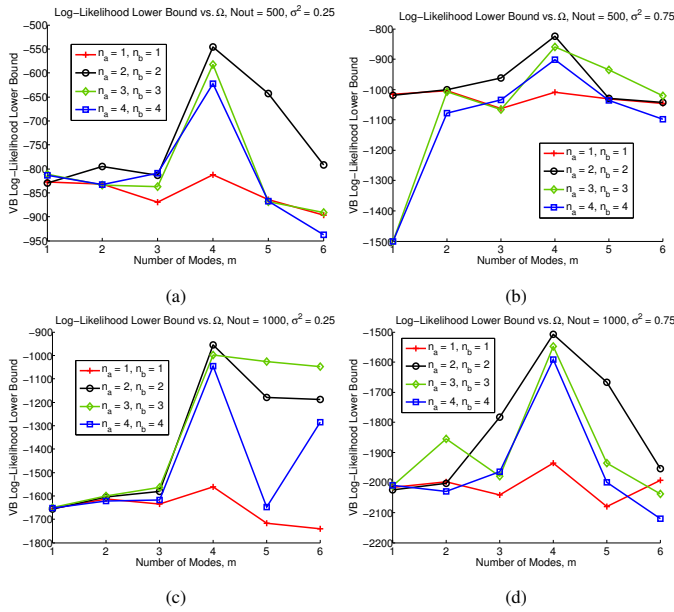 Log-Likelihood Lower Bound vs. Ω, Nout = 500, σ² = 0.25
VB Log-Likelihood Lower Bound
-500
-550
-600
-650
-700
-750
-800
-850
-900
-950
n_a = 1, n_b = 1
n_a = 2, n_b = 2
n_a = 3, n_b = 3
n_a = 4, n_b = 4
1 2 3 4 5 6
Number of Modes, m
(a)
Log-Likelihood Lower Bound vs. Ω, Nout = 500, σ² = 0.75
VB Log-Likelihood Lower Bound
-800
-900
-1000
-1100
-1200
-1300
-1400
-1500
n_a = 1, n_b = 1
n_a = 2, n_b = 2
n_a = 3, n_b = 3
n_a = 4, n_b = 4
1 2 3 4 5 6
Number of Modes, m
(b)
Log-Likelihood Lower Bound vs. Ω, Nout = 1000, σ² = 0.25
VB Log-Likelihood Lower Bound
-900
-1000
-1100
-1200
-1300
-1400
-1500
-1600
-1700
-1800
n_a = 1, n_b = 1
n_a = 2, n_b = 2
n_a = 3, n_b = 3
n_a = 4, n_b = 4
1 2 3 4 5 6
Number of Modes, m
(c)
Log-Likelihood Lower Bound vs. Ω, Nout = 1000, σ² = 0.75
VB Log-Likelihood Lower Bound
-1500
-1600
-1700
-1800
-1900
-2000
-2100
-2200
n_a = 1, n_b = 1
n_a = 2, n_b = 2
n_a = 3, n_b = 3
n_a = 4, n_b = 4
1 2 3 4 5 6
Number of Modes, m
(d)